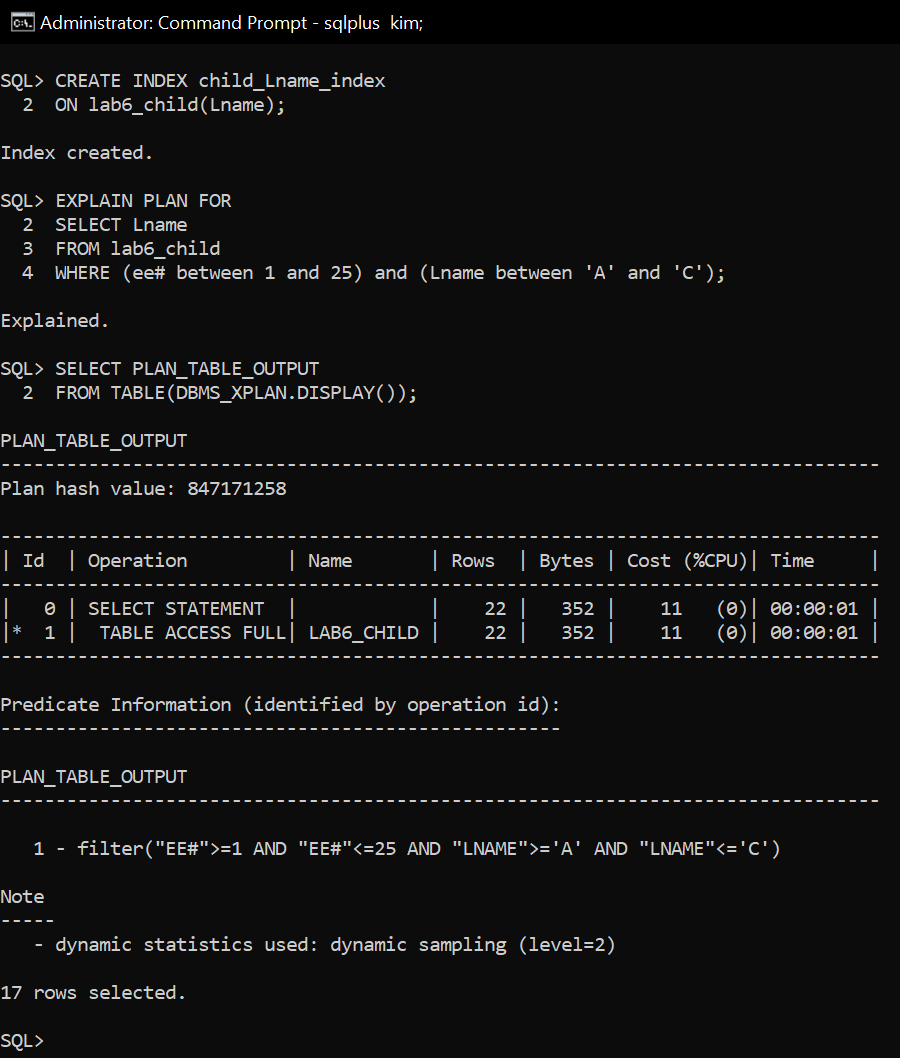 Administrator: Command Prompt - sqlplus  kim;
SQL> CREATE INDEX child_Lname_index
  2  ON lab6_child(Lname);
Index created.
SQL> EXPLAIN PLAN FOR
  2  SELECT Lname
  3  FROM lab6_child
  4  WHERE (ee# between 1 and 25) and (Lname between 'A' and 'C');
Explained.
SQL> SELECT PLAN_TABLE_OUTPUT
  2  FROM TABLE(DBMS_XPLAN.DISPLAY());
PLAN_TABLE_OUTPUT
--------------------------------------------------------------------------------
Plan hash value: 847171258
--------------------------------------------------------------------------------
| Id  | Operation         | Name       | Rows  | Bytes | Cost (%CPU)| Time     |
--------------------------------------------------------------------------------
|   0 | SELECT STATEMENT  |            |    22 |   352 |    11   (0)| 00:00:01 |
|*  1 |  TABLE ACCESS FULL| LAB6_CHILD |    22 |   352 |    11   (0)| 00:00:01 |
--------------------------------------------------------------------------------
Predicate Information (identified by operation id):
---------------------------------------------------
PLAN_TABLE_OUTPUT
--------------------------------------------------------------------------------
   1 - filter("EE#">=1 AND "EE#"<=25 AND "LNAME">='A' AND "LNAME"<='C')
Note
-----
   - dynamic statistics used: dynamic sampling (level=2)
17 rows selected.
SQL>